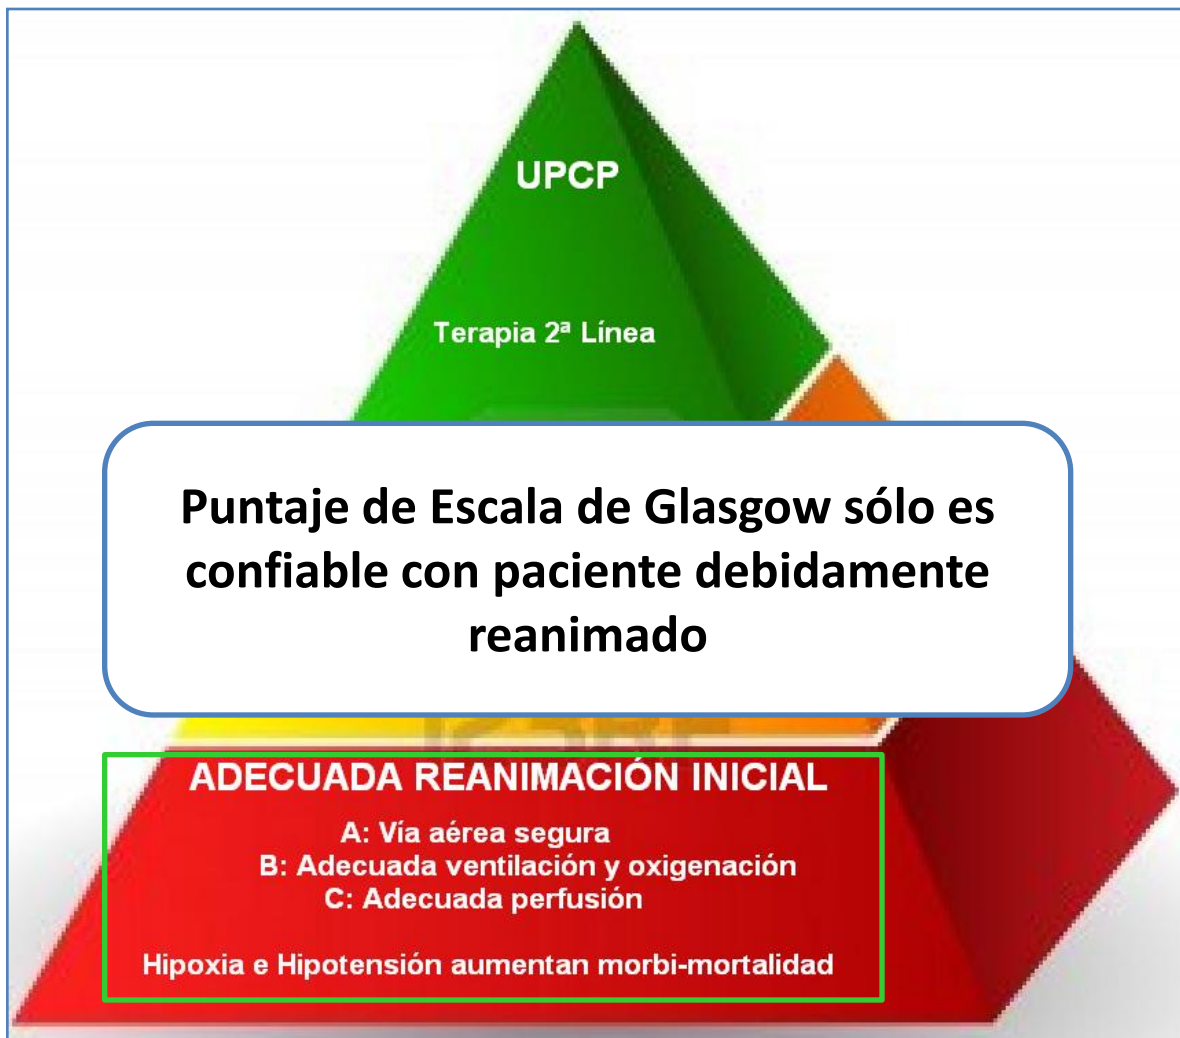 UPCP
Terapia 2ª Línea
Puntaje de Escala de Glasgow sólo es
confiable con paciente debidamente
reanimado
ADECUADA REANIMACIÓN INICIAL
A: Vía aérea segura
B: Adecuada ventilación y oxigenación
C: Adecuada perfusión
Hipoxia e Hipotensión aumentan morbi-mortalidad